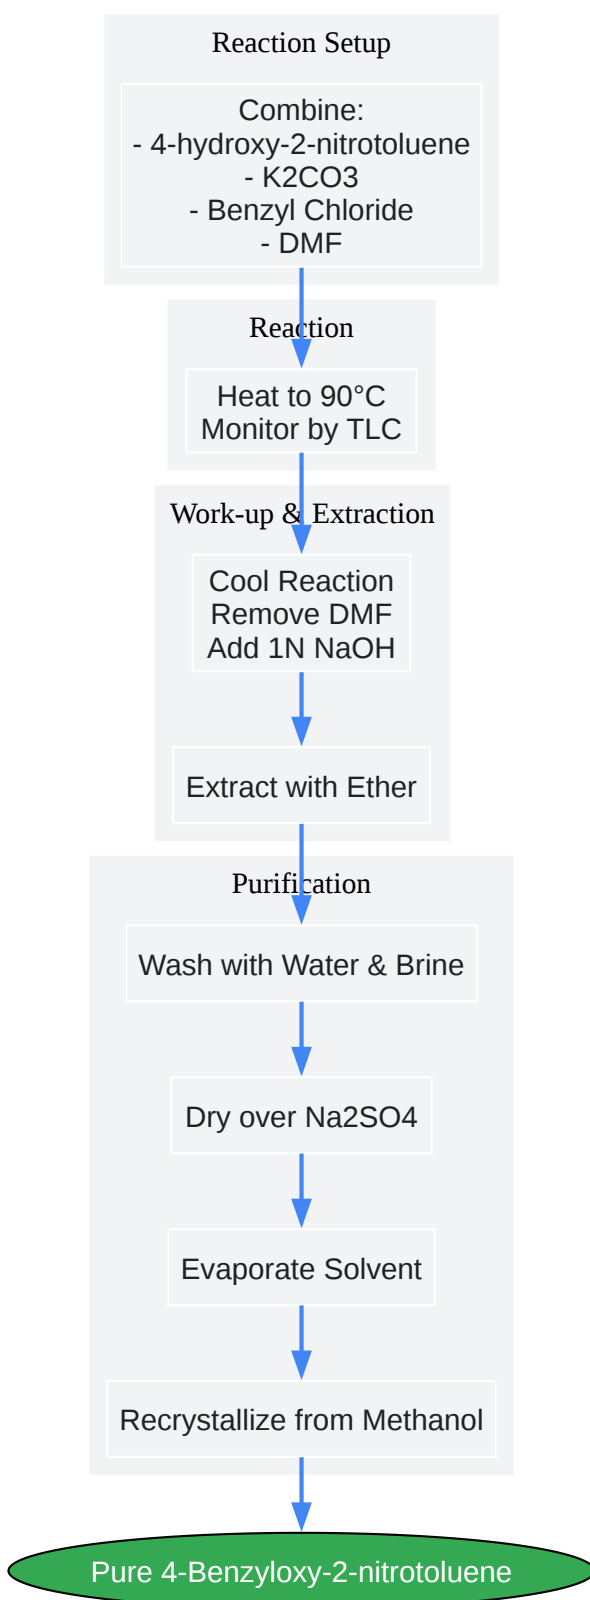 Reaction Setup
Combine:
- 4-hydroxy-2-nitrotoluene
- K2CO3
- Benzyl Chloride
- DMF
Reaction
Heat to 90°C
Monitor by TLC
Work-up & Extraction
Cool Reaction
Remove DMF
Add 1N NaOH
Extract with Ether
Purification
Wash with Water & Brine
Dry over Na2SO4
Evaporate Solvent
Recrystallize from Methanol
Pure 4-Benzyloxy-2-nitrotoluene